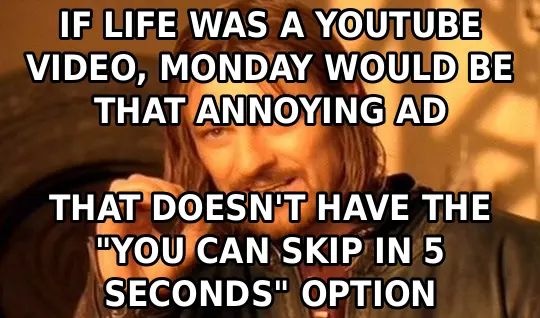 IF LIFE WAS A YOUTUBE
VIDEO, MONDAY WOULD BE
THAT ANNOYING AD
THAT DOESN'T HAVE THE
"YOU CAN SKIP IN 5
SECONDS" OPTION